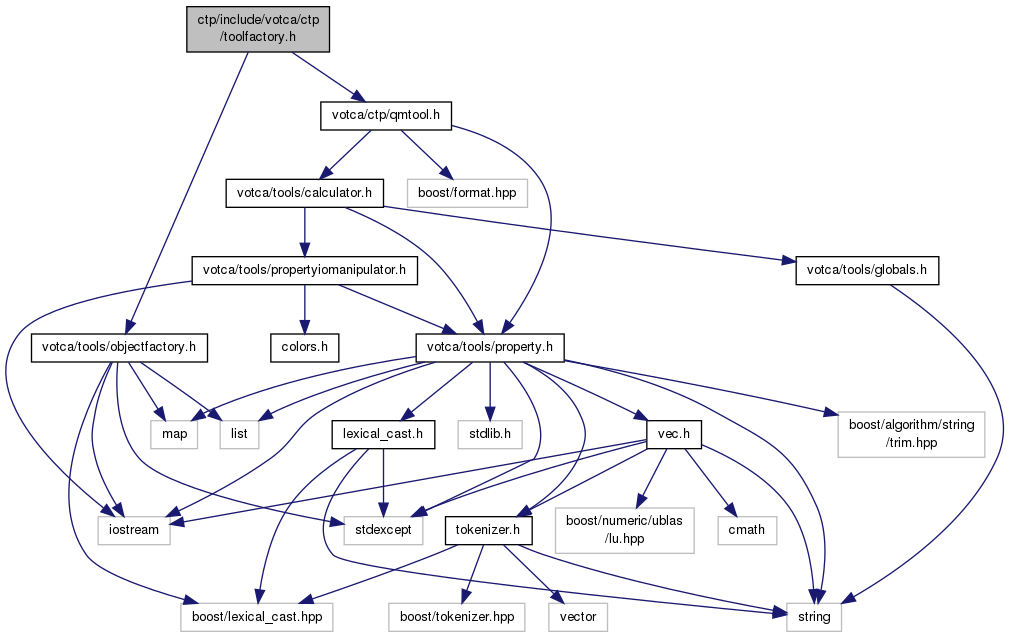 ctp/include/votca/ctp
/toolfactory.h
votca/ctp/qmtool.h
votca/tools/calculator.h
boost/format.hpp
votca/tools/propertyiomanipulator.h
votca/tools/globals.h
votca/tools/objectfactory.h
colors.h
votca/tools/property.h
map
list
lexical_cast.h
stdlib.h
vec.h
boost/algorithm/string
/trim.hpp
iostream
stdexcept
tokenizer.h
boost/numeric/ublas
/lu.hpp
cmath
boost/lexical_cast.hpp
boost/tokenizer.hpp
vector
string